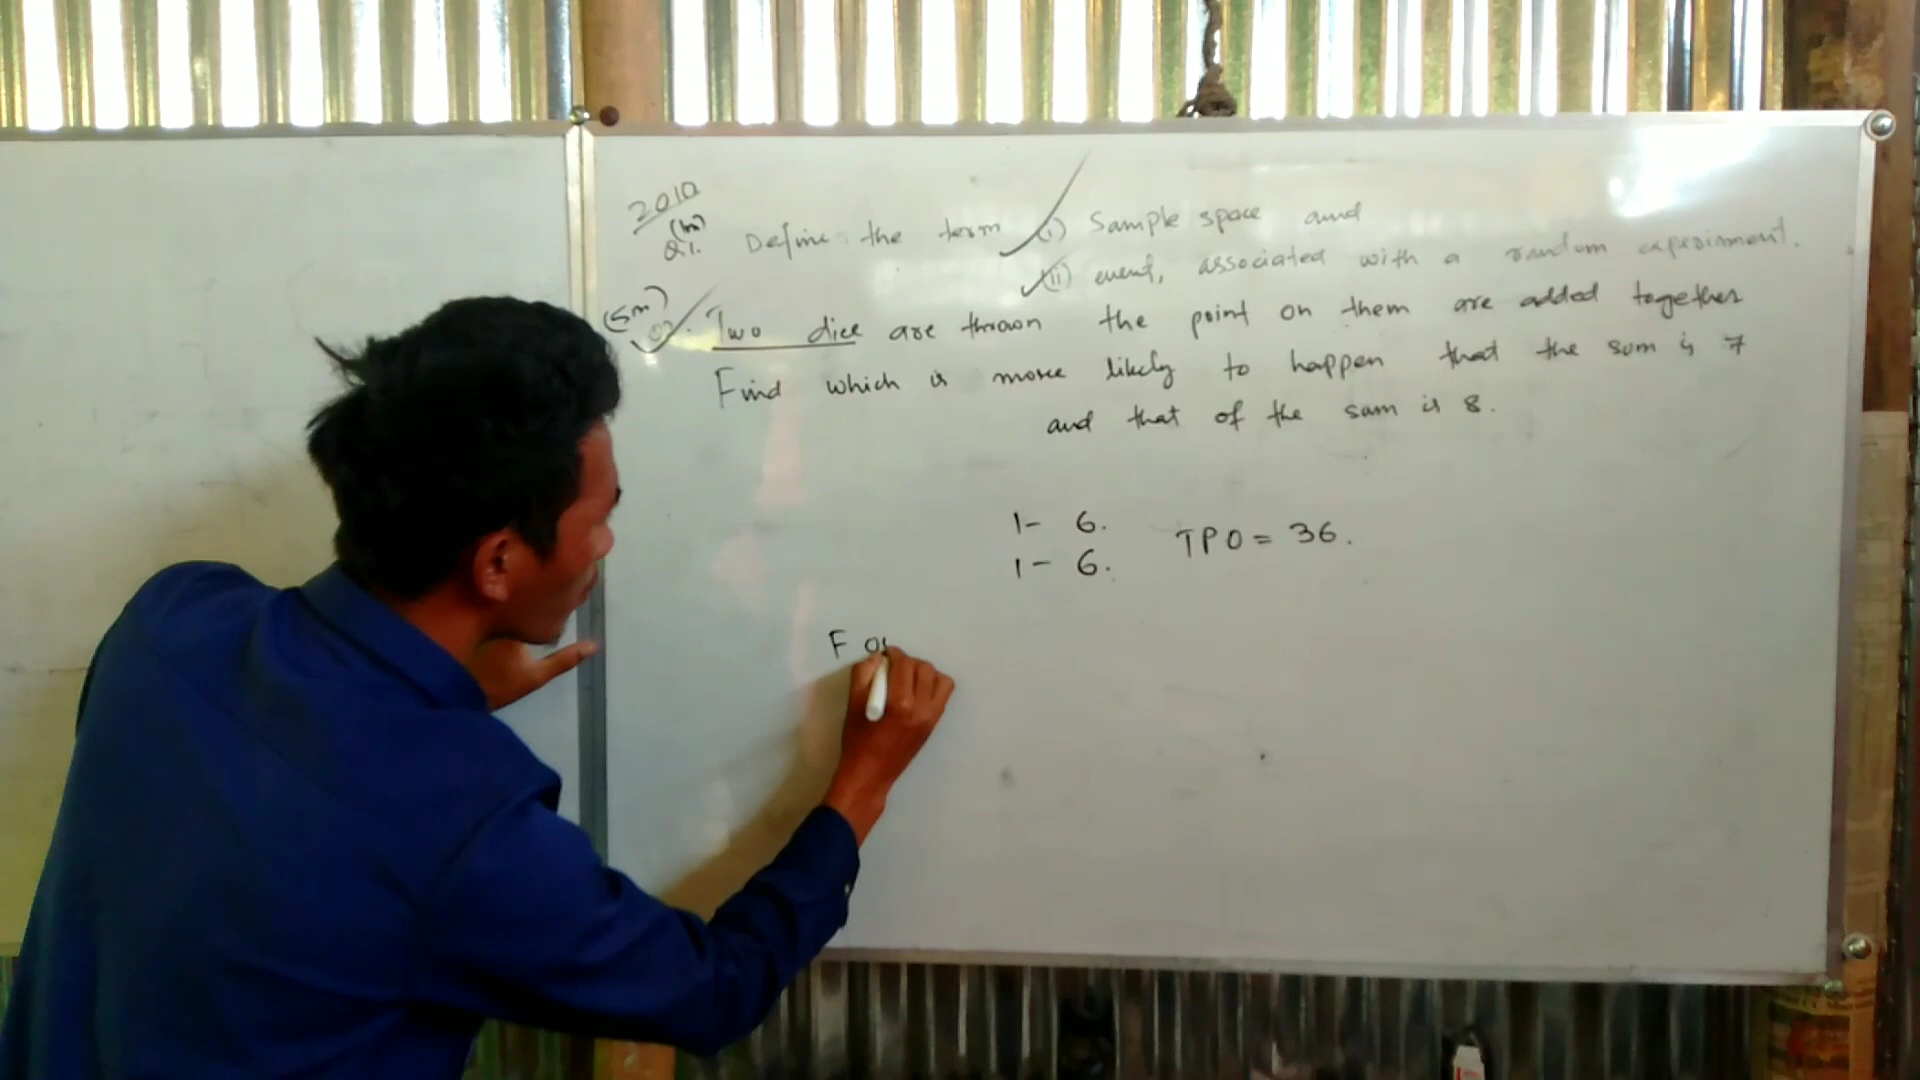 2010
(m)
Q1. Define the term (i) Sample space and
(ii) event, associated with a random experiment.
(5m)
Q2. Two dice are thrown the point on them are added together
Find which is more likely to happen that the sum is 7
and that of the sum is 8.
1- 6.
1- 6.
TPO = 36.
For